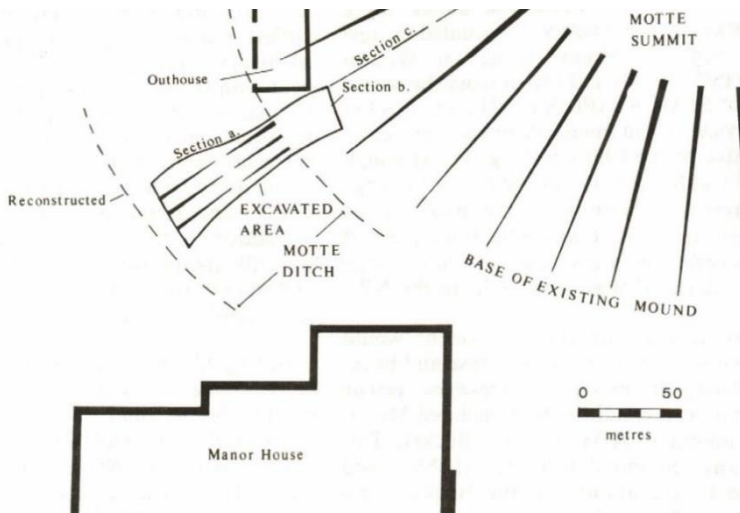 MOTTE
SUMMIT
Section c.
Outhouse
Section b.
Section a.
Reconstructed
EXCAVATED
AREA
MOTTE
DITCH
BASE OF EXISTING MOUND
0 50
metres
Manor House